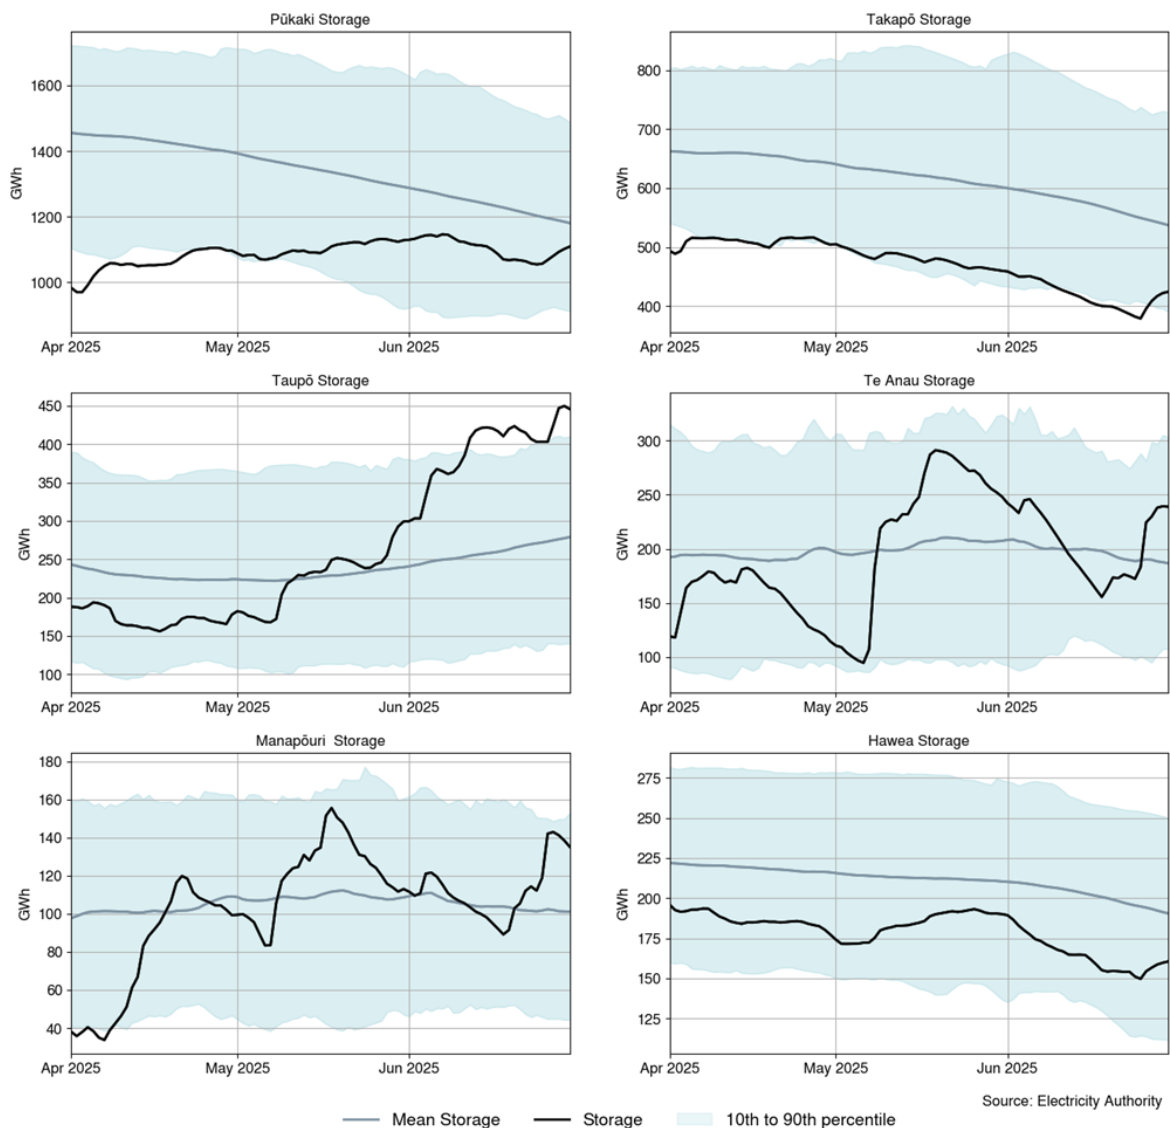 Pūkaki Storage
GWh
1600
1400
1200
1000
Apr 2025 May 2025 Jun 2025
Takapō Storage
GWh
800
700
600
500
400
Apr 2025 May 2025 Jun 2025
Taupō Storage
GWh
450
400
350
300
250
200
150
100
Apr 2025 May 2025 Jun 2025
Te Anau Storage
GWh
300
250
200
150
100
Apr 2025 May 2025 Jun 2025
Manapōuri Storage
GWh
180
160
140
120
100
80
60
40
Apr 2025 May 2025 Jun 2025
Hawea Storage
GWh
275
250
225
200
175
150
125
Apr 2025 May 2025 Jun 2025
Source: Electricity Authority
Mean Storage Storage 10th to 90th percentile